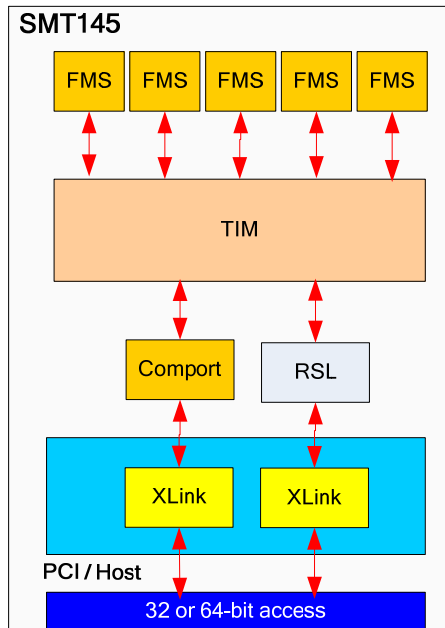 SMT145
FMS FMS FMS FMS FMS
TIM
Comport RSL
XLink XLink
PCI / Host
32 or 64-bit access